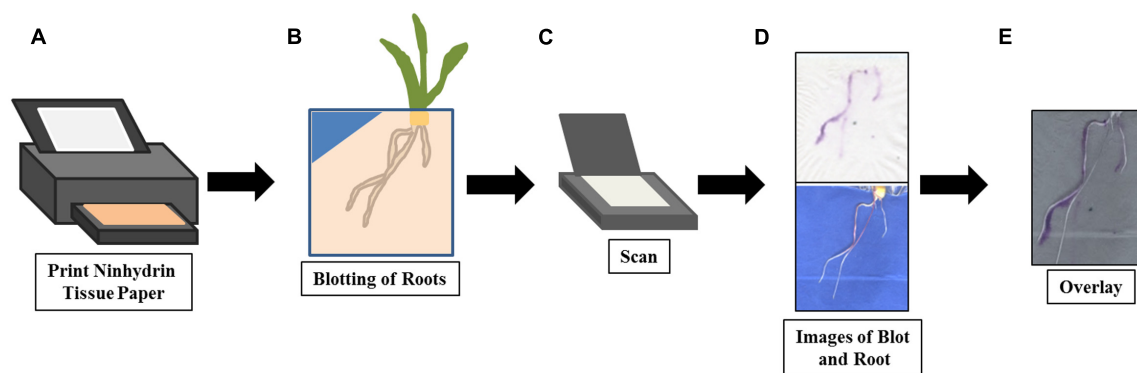 A
B
C
D
E
Print Ninhydrin
Tissue Paper
Blotting of Roots
Scan
Images of Blot
and Root
Overlay